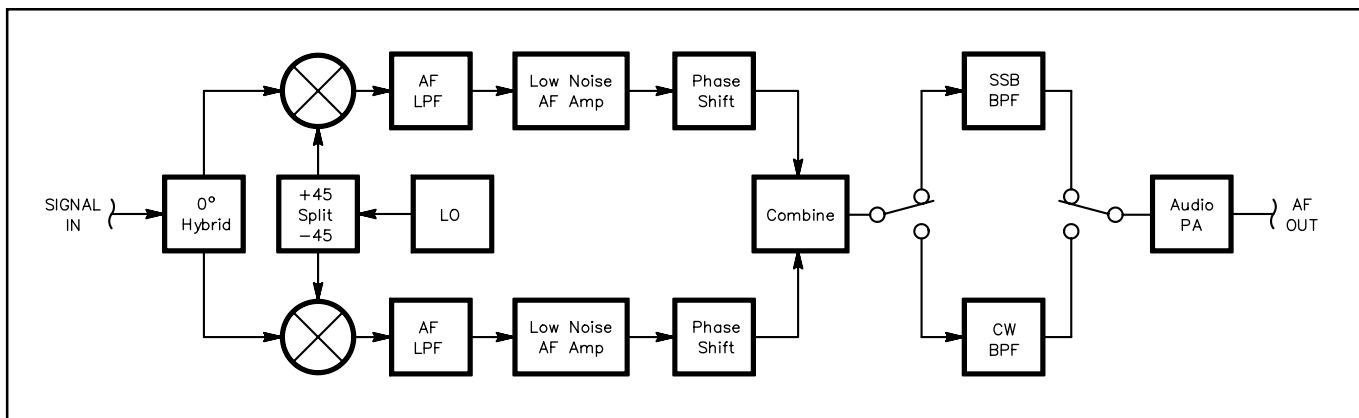 AF
LPF
Low Noise
AF Amp
Phase
Shift
SSB
BPF
SIGNAL
IN
0°
Hybrid
+45
Split
-45
LO
Combine
Audio
PA
AF
OUT
AF
LPF
Low Noise
AF Amp
Phase
Shift
CW
BPF